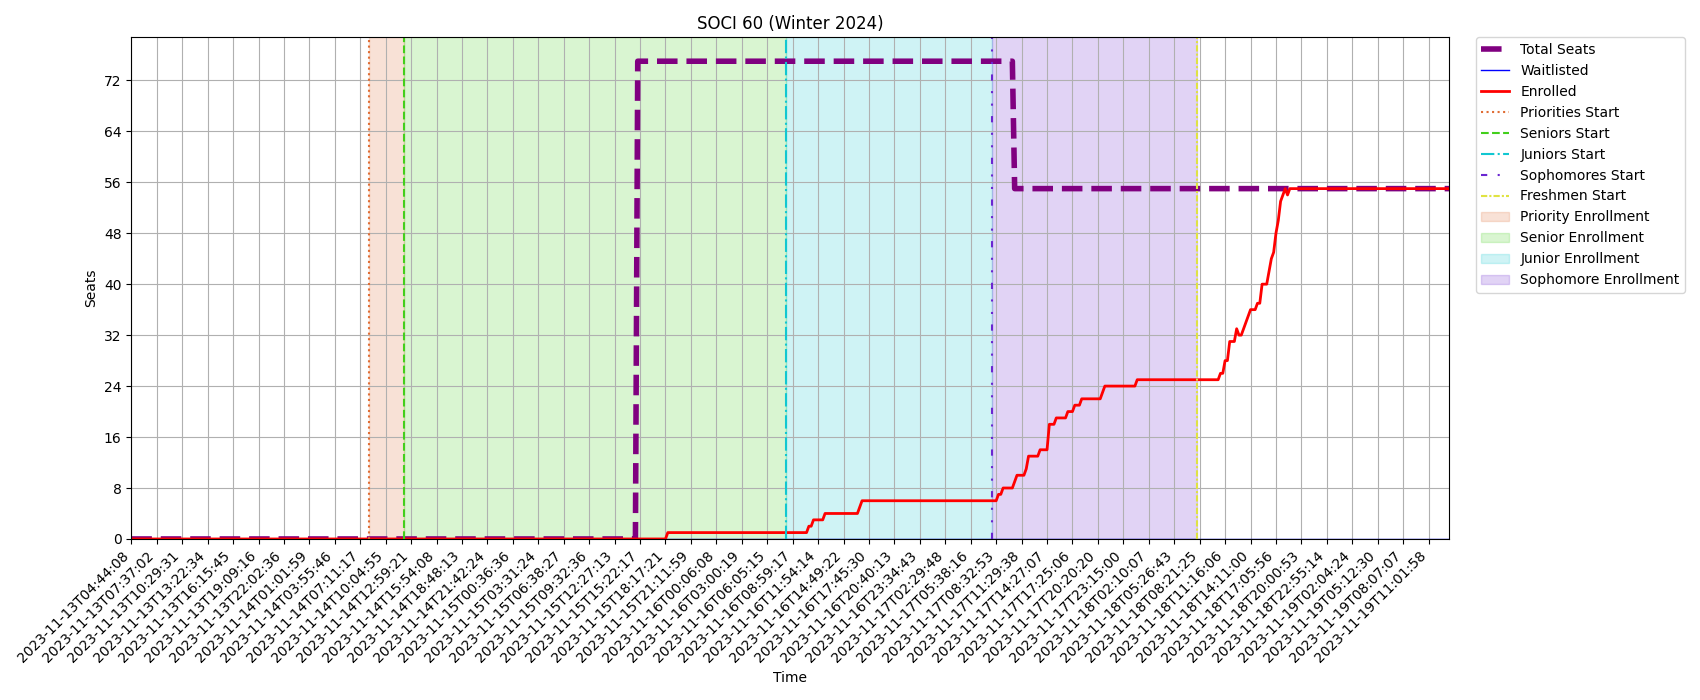 SOCI 60 (Winter 2024)
Seats
72
64
56
48
40
32
24
16
8
0
2023-11-13T04:44:08
2023-11-13T07:37:02
2023-11-13T10:29:31
2023-11-13T13:22:34
2023-11-13T16:15:45
2023-11-13T19:09:16
2023-11-13T22:02:36
2023-11-14T01:01:59
2023-11-14T03:55:46
2023-11-14T07:11:17
2023-11-14T10:04:55
2023-11-14T12:59:21
2023-11-14T15:54:08
2023-11-14T18:48:13
2023-11-14T21:42:24
2023-11-15T00:36:36
2023-11-15T03:31:24
2023-11-15T06:38:27
2023-11-15T09:32:36
2023-11-15T12:27:13
2023-11-15T15:22:17
2023-11-15T18:17:21
2023-11-15T21:11:59
2023-11-16T00:06:08
2023-11-16T03:00:19
2023-11-16T06:05:15
2023-11-16T08:59:17
2023-11-16T11:54:14
2023-11-16T14:49:22
2023-11-16T17:45:30
2023-11-16T20:40:13
2023-11-16T23:34:43
2023-11-17T02:29:48
2023-11-17T05:38:16
2023-11-17T08:32:53
2023-11-17T11:29:38
2023-11-17T14:27:07
2023-11-17T17:25:06
2023-11-17T20:20:20
2023-11-17T23:15:00
2023-11-18T02:10:07
2023-11-18T05:26:43
2023-11-18T08:21:25
2023-11-18T11:16:06
2023-11-18T14:11:00
2023-11-18T17:05:56
2023-11-18T20:00:53
2023-11-18T22:55:14
2023-11-19T02:04:24
2023-11-19T05:12:30
2023-11-19T08:07:07
2023-11-19T11:01:58
Time
Total Seats
Waitlisted
Enrolled
Priorities Start
Seniors Start
Juniors Start
Sophomores Start
Freshmen Start
Priority Enrollment
Senior Enrollment
Junior Enrollment
Sophomore Enrollment